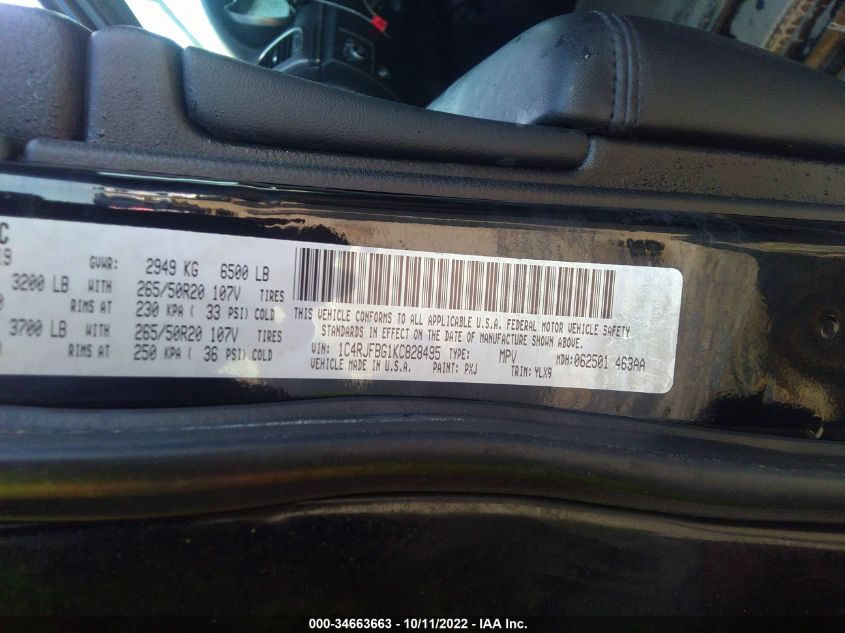 C
19
GVWR: 2949 KG 6500 LB
3200 LB WITH 265/50R20 107V TIRES
RIMS AT 230 KPA ( 33 PSI) COLD
3700 LB WITH 265/50R20 107V TIRES
RIMS AT 250 KPA ( 36 PSI) COLD
THIS VEHICLE CONFORMS TO ALL APPLICABLE U.S.A. FEDERAL MOTOR VEHICLE SAFETY
STANDARDS IN EFFECT ON THE DATE OF MANUFACTURE SHOWN ABOVE.
VIN: 1C4RJFBG1KC828495 TYPE: MPV MDH: 062501 463AA
VEHICLE MADE IN U.S.A. PAINT: PXJ TRIM: YLX9
000-34663663 - 10/11/2022 - IAA Inc.